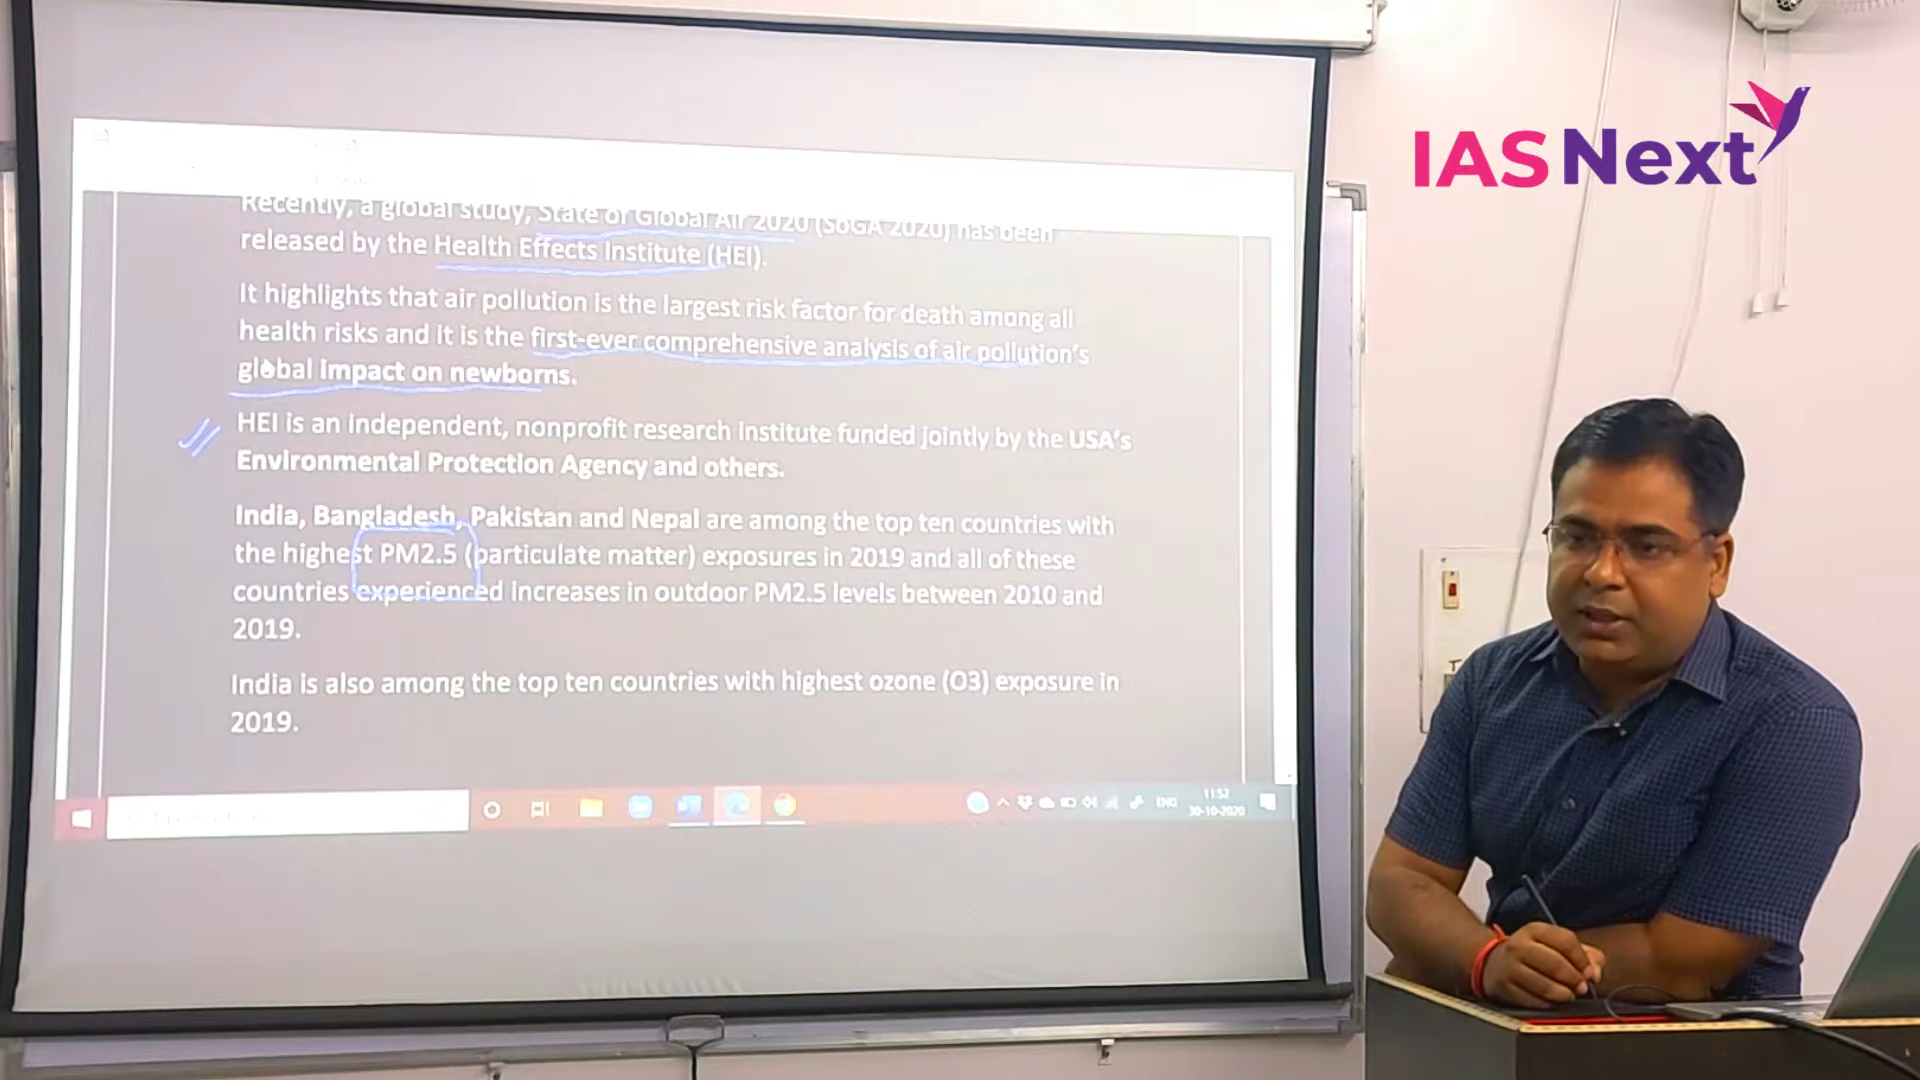 IAS Next
Recently, a global study, State of Global Air 2020 (SoGA 2020) has been
released by the Health Effects Institute (HEI).
It highlights that air pollution is the largest risk factor for death among all
health risks and it is the first-ever comprehensive analysis of air pollution's
global impact on newborns.
HEI is an independent, nonprofit research institute funded jointly by the USA's
Environmental Protection Agency and others.
India, Bangladesh, Pakistan and Nepal are among the top ten countries with
the highest PM2.5 (particulate matter) exposures in 2019 and all of these
countries experienced increases in outdoor PM2.5 levels between 2010 and
2019.
India is also among the top ten countries with highest ozone (O3) exposure in
2019.
ENG
11:52
30-10-2020